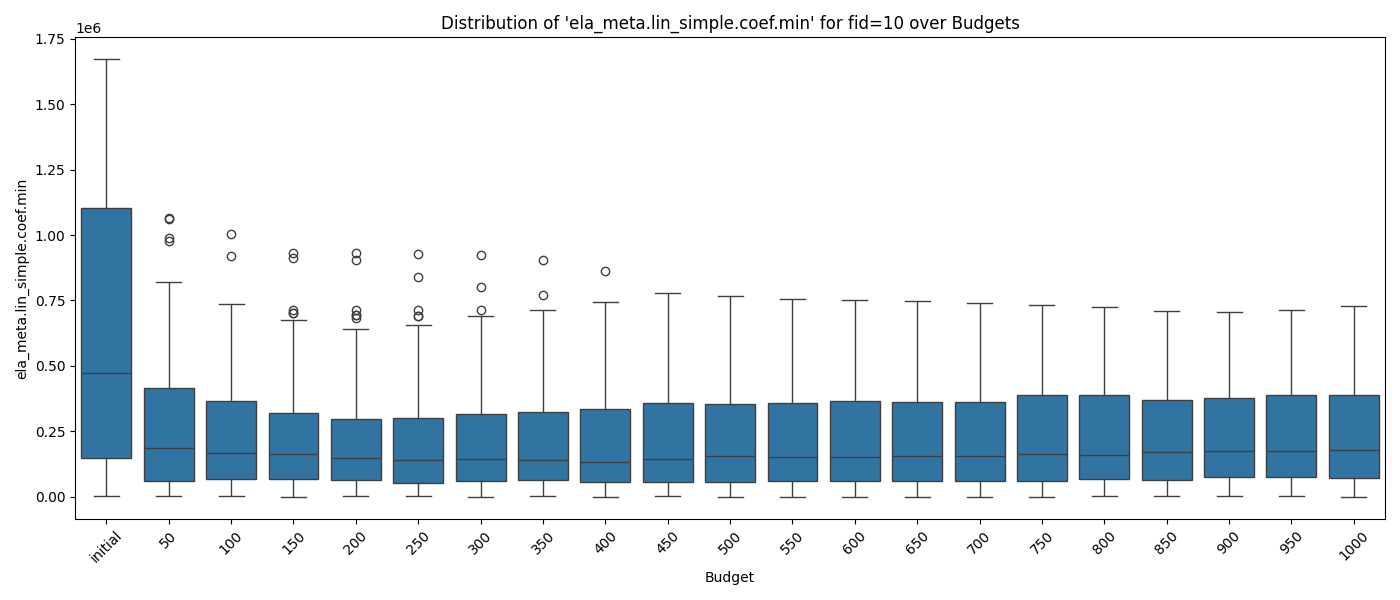 Distribution of 'ela_meta.lin_simple.coef.min' for fid=10 over Budgets
1e6
1.75
1.50
1.25
1.00
0.75
0.50
0.25
0.00
ela_meta.lin_simple.coef.min
initial 50 100 150 200 250 300 350 400 450 500 550 600 650 700 750 800 850 900 950 1000
Budget